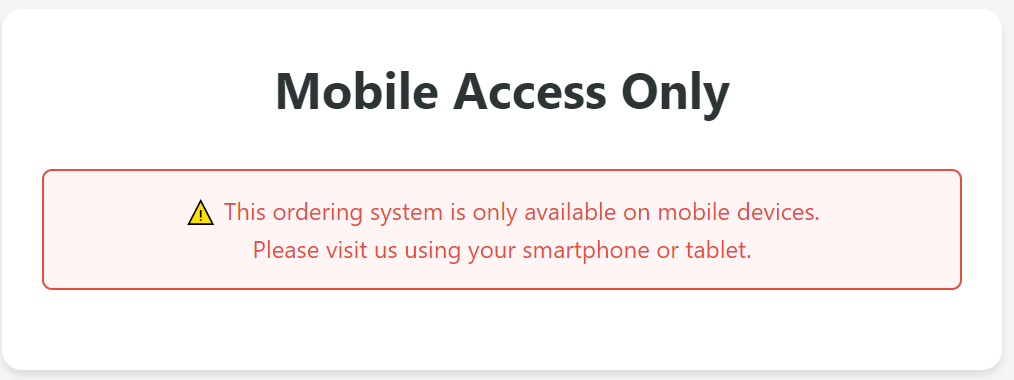 Mobile Access Only
⚠️ This ordering system is only available on mobile devices.
Please visit us using your smartphone or tablet.